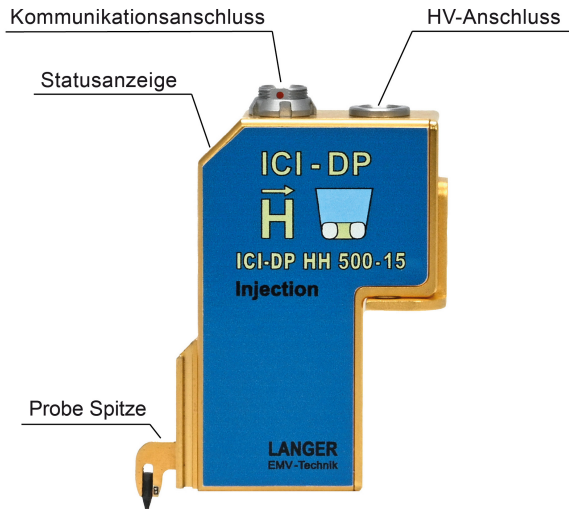 Kommunikationsanschluss
HV-Anschluss
Statusanzeige
ICI-DP
H
ICI-DP HH 500-15
Injection
Probe Spitze
LANGER
EMV-Technik